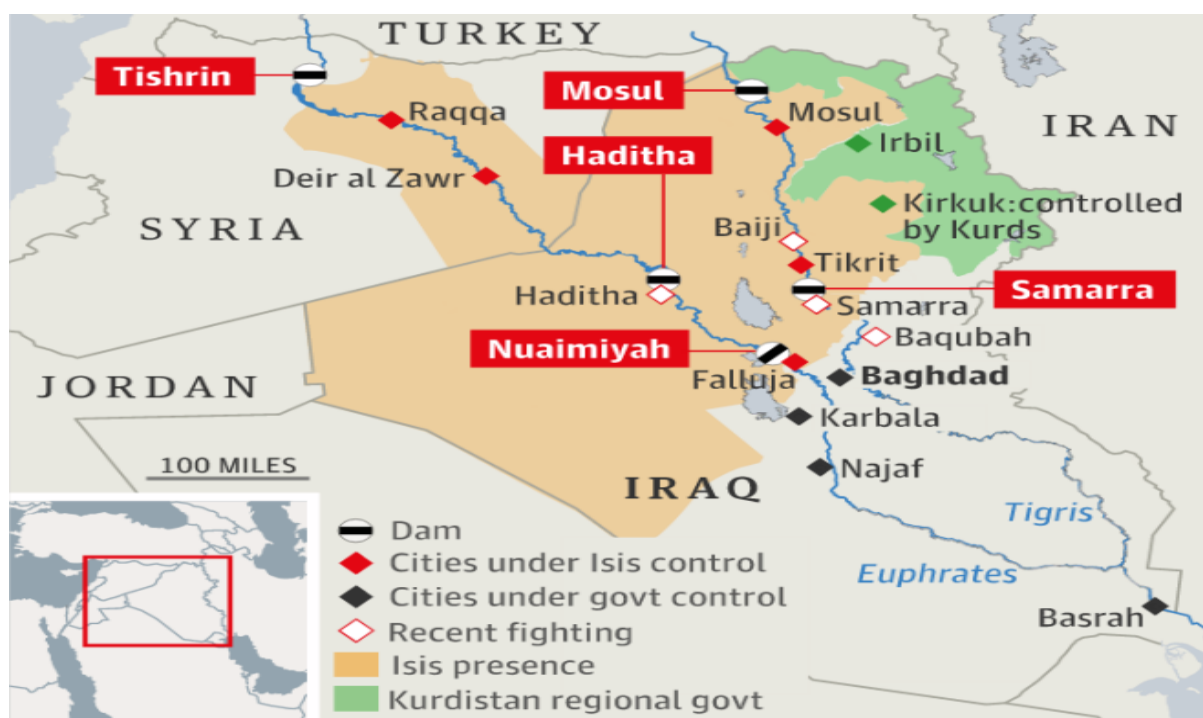 TURKEY
Tishrin
Mosul
Raqqa
Mosul
IRAN
Irbil
Haditha
Deir al Zawr
Kirkuk:controlled
by Kurds
SYRIA
Baiji
Tikrit
Haditha
Samarra
Samarra
Nuaimiyah
Baqubah
JORDAN
Falluja
Baghdad
Karbala
100 MILES
Najaf
IRAQ
Tigris
Euphrates
Basrah
Dam
Cities under Isis control
Cities under govt control
Recent fighting
Isis presence
Kurdistan regional govt